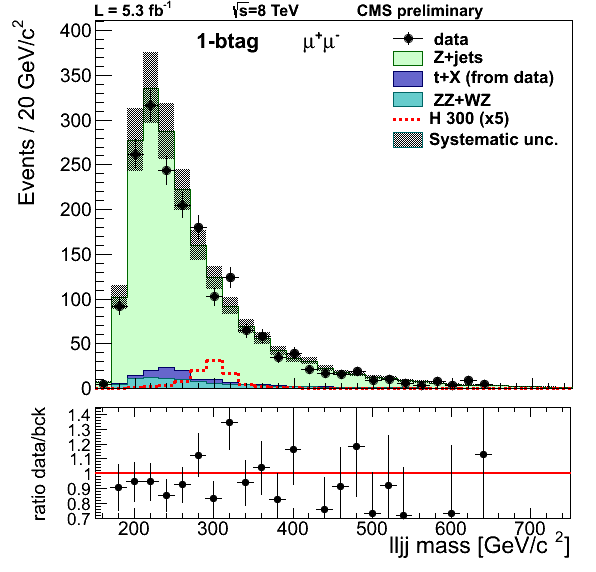 L = 5.3 fb⁻¹ √s=8 TeV CMS preliminary
1-btag μ⁺μ⁻
data
Z+jets
t+X (from data)
ZZ+WZ
H 300 (x5)
Systematic unc.
Events / 20 GeV/c²
400
350
300
250
200
150
100
50
0
ratio data/bck
1.4
1.3
1.2
1.1
1
0.9
0.8
0.7
200 300 400 500 600 700
lljj mass [GeV/c ²]